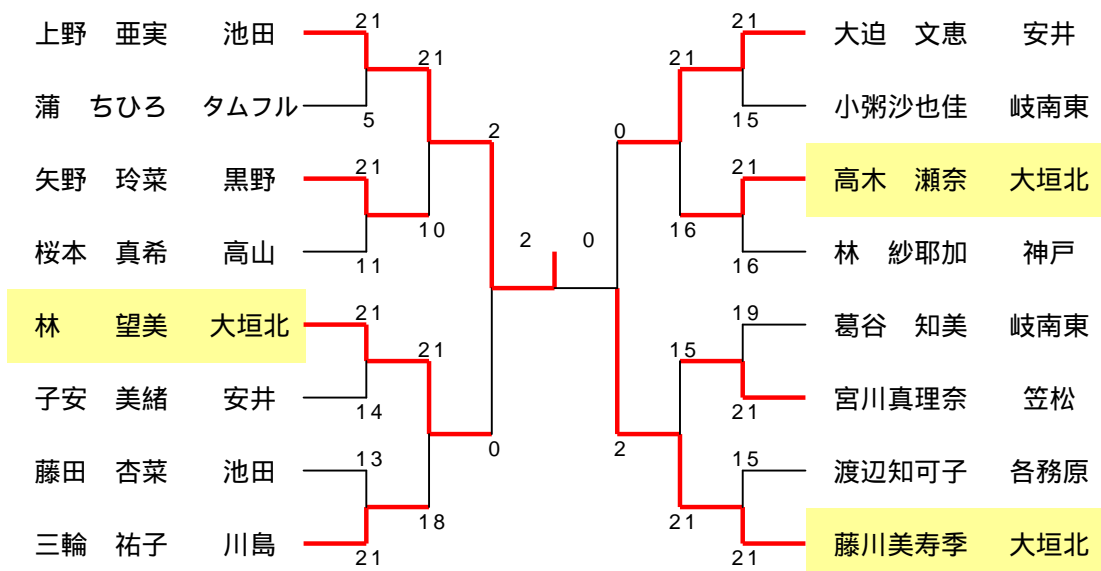 上野 亜実 池田
蒲 ちひろ タムフル
矢野 玲菜 黒野
桜本 真希 高山
林 望美 大垣北
子安 美緒 安井
藤田 杏菜 池田
三輪 祐子 川島
21
5
21
11
21
14
13
21
21
10
21
18
2
0
2 0
0
2
21
16
15
21
21
15
21
16
19
21
15
21
大迫 文恵 安井
小粥沙也佳 岐南東
高木 瀬奈 大垣北
林 紗耶加 神戸
葛谷 知美 岐南東
宮川真理奈 笠松
渡辺知可子 各務原
藤川美寿季 大垣北